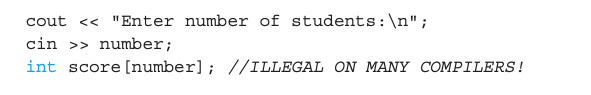 cout << "Enter number of students:\n";
cin >> number;
int score[number]; //ILLEGAL ON MANY COMPILERS!